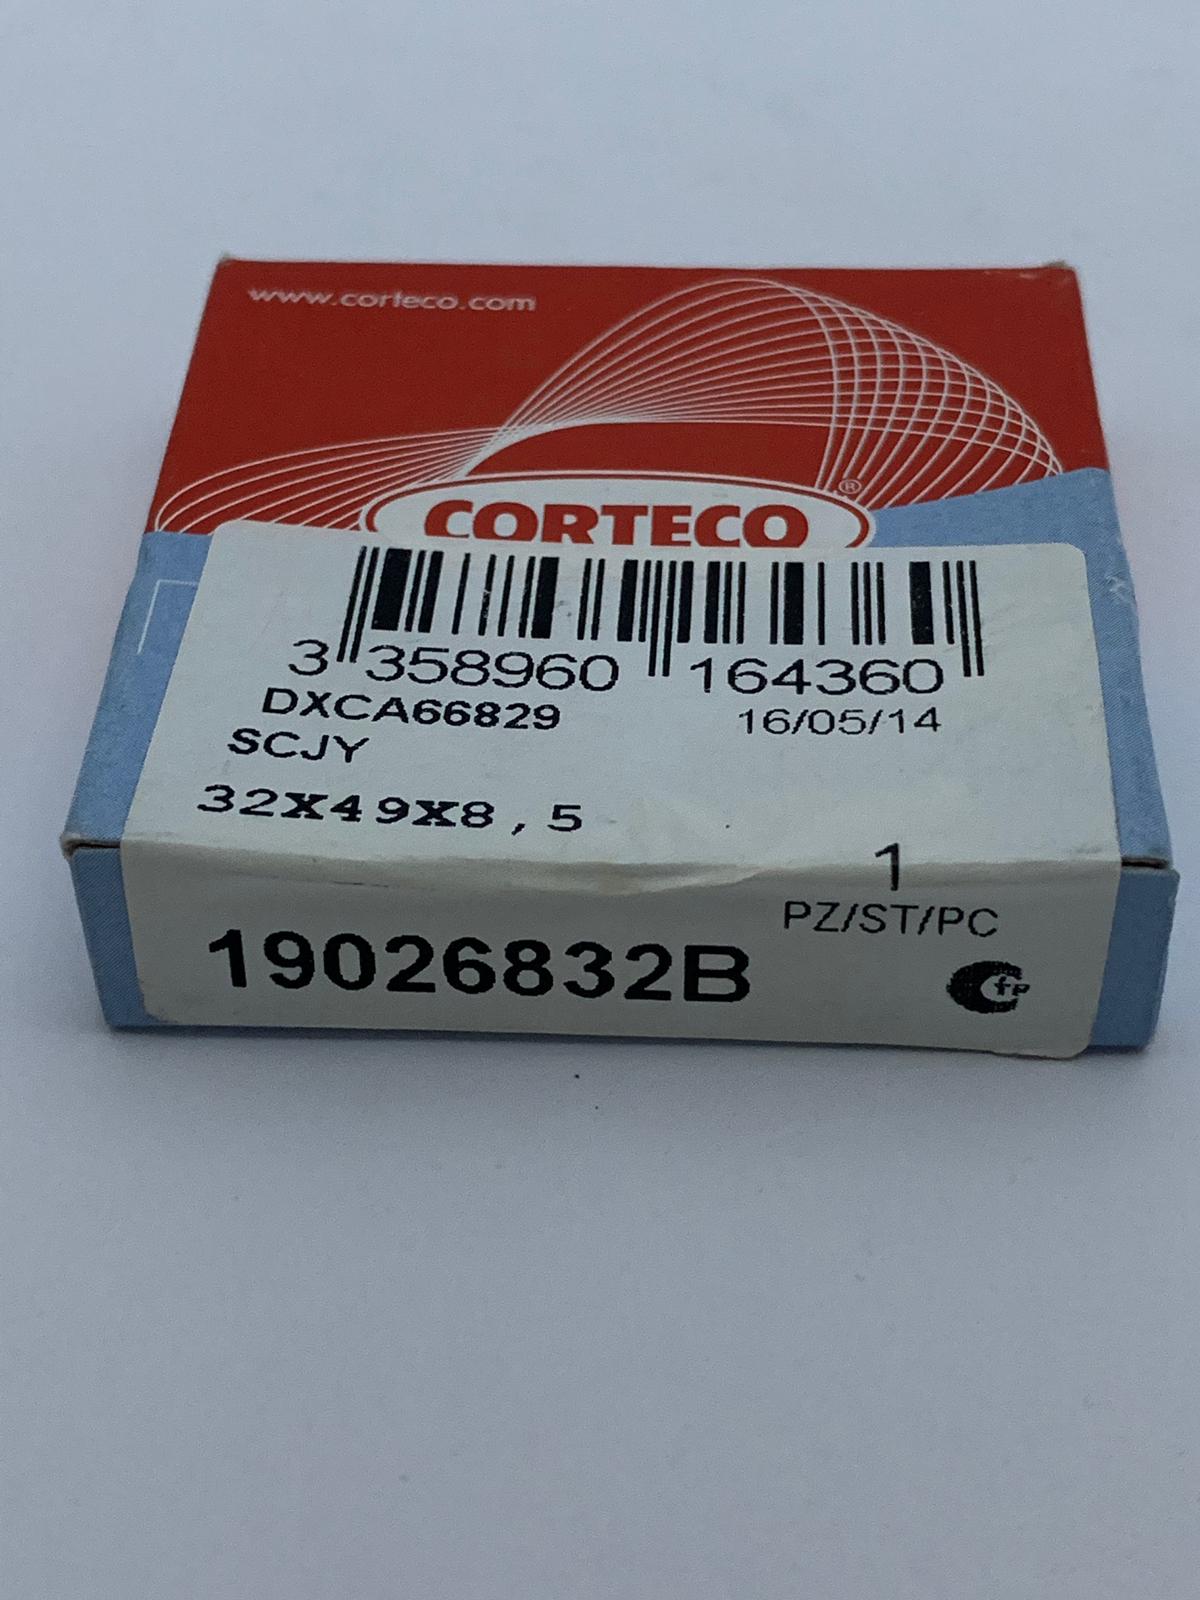 www.corteco.com
CORTECO®
3 358960 164360
DXCA66829 16/05/14
SCJY
32X49X8,5
1
PZ/ST/PC
19026832B
fp